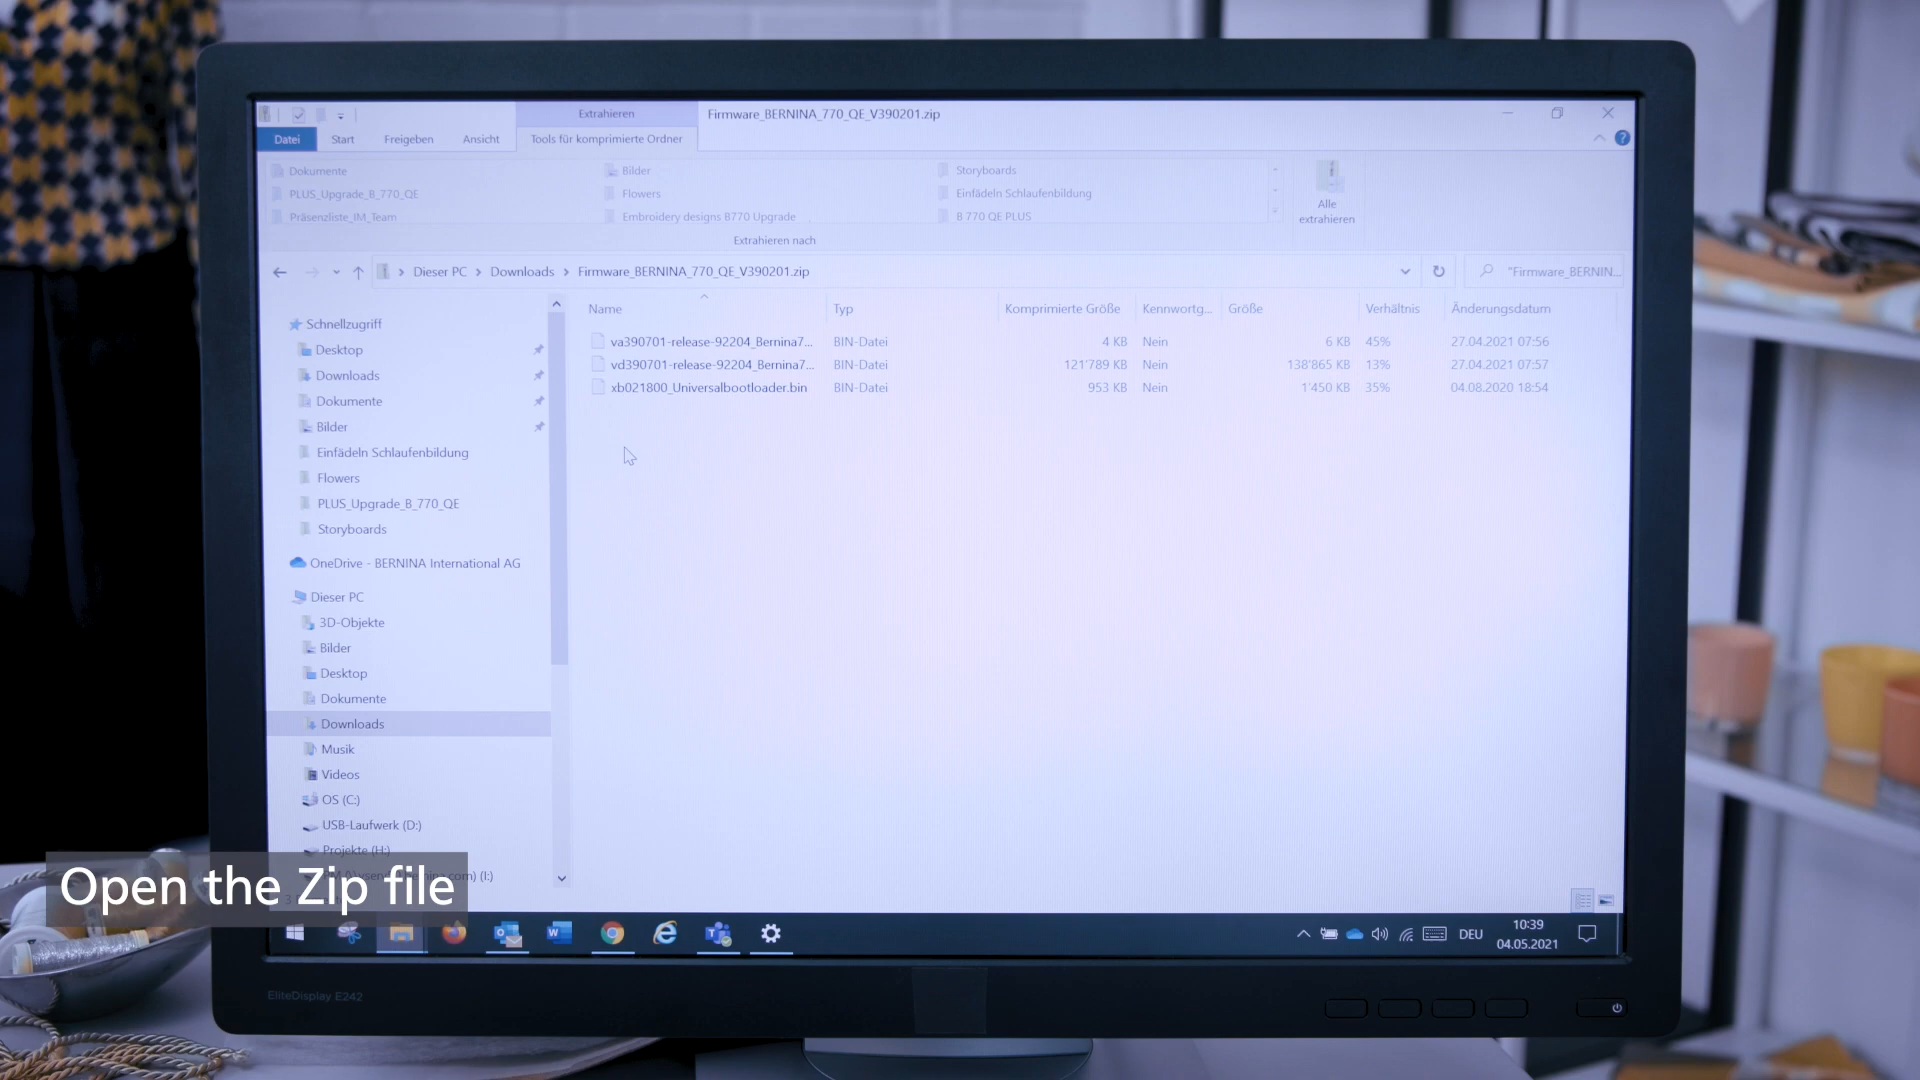 Extrahieren
Firmware_BERNINA_770_QE_V390201.zip
Datei Start Freigeben Ansicht Tools für komprimierte Ordner
Dokumente Bilder Storyboards
PLUS_Upgrade_B_770_QE Flowers Einfädeln Schlaufenbildung
Präsenzliste_IM_Team Embroidery designs B770 Upgrade B 770 QE PLUS
Alle
extrahieren
Extrahieren nach
Dieser PC Downloads Firmware_BERNINA_770_QE_V390201.zip
"Firmware_BERNIN...
Name Typ Komprimierte Größe Kennwortg... Größe Verhältnis Änderungsdatum
va390701-release-92204_Bernina7... BIN-Datei 4 KB Nein 6 KB 45% 27.04.2021 07:56
vd390701-release-92204_Bernina7... BIN-Datei 121'789 KB Nein 138'865 KB 13% 27.04.2021 07:57
xb021800_Universalbootloader.bin BIN-Datei 953 KB Nein 1'450 KB 35% 04.08.2020 18:54
Schnellzugriff
Desktop
Downloads
Dokumente
Bilder
Einfädeln Schlaufenbildung
Flowers
PLUS_Upgrade_B_770_QE
Storyboards
OneDrive - BERNINA International AG
Dieser PC
3D-Objekte
Bilder
Desktop
Dokumente
Downloads
Musik
Videos
OS (C:)
USB-Laufwerk (D:)
Projekte (H:)
(I:)
Open the Zip file
DEU
10:39
04.05.2021
EliteDisplay E242